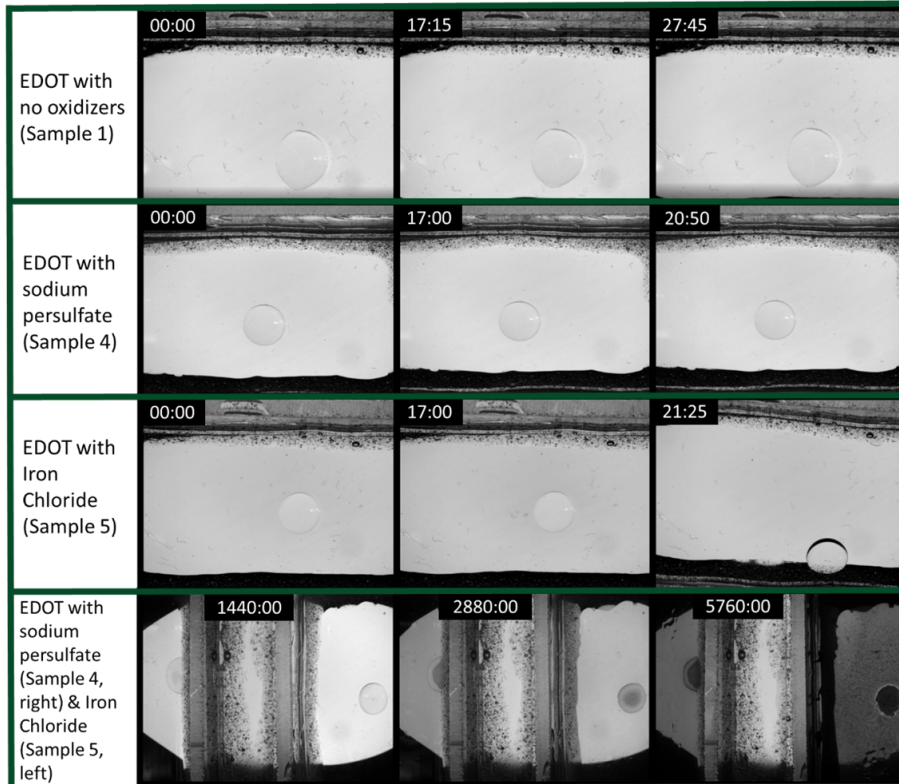 EDOT with
no oxidizers
(Sample 1)
00:00
17:15
27:45
EDOT with
sodium
persulfate
(Sample 4)
00:00
17:00
20:50
EDOT with
Iron
Chloride
(Sample 5)
00:00
17:00
21:25
EDOT with
sodium
persulfate
(Sample 4,
right) & Iron
Chloride
(Sample 5,
left)
1440:00
2880:00
5760:00